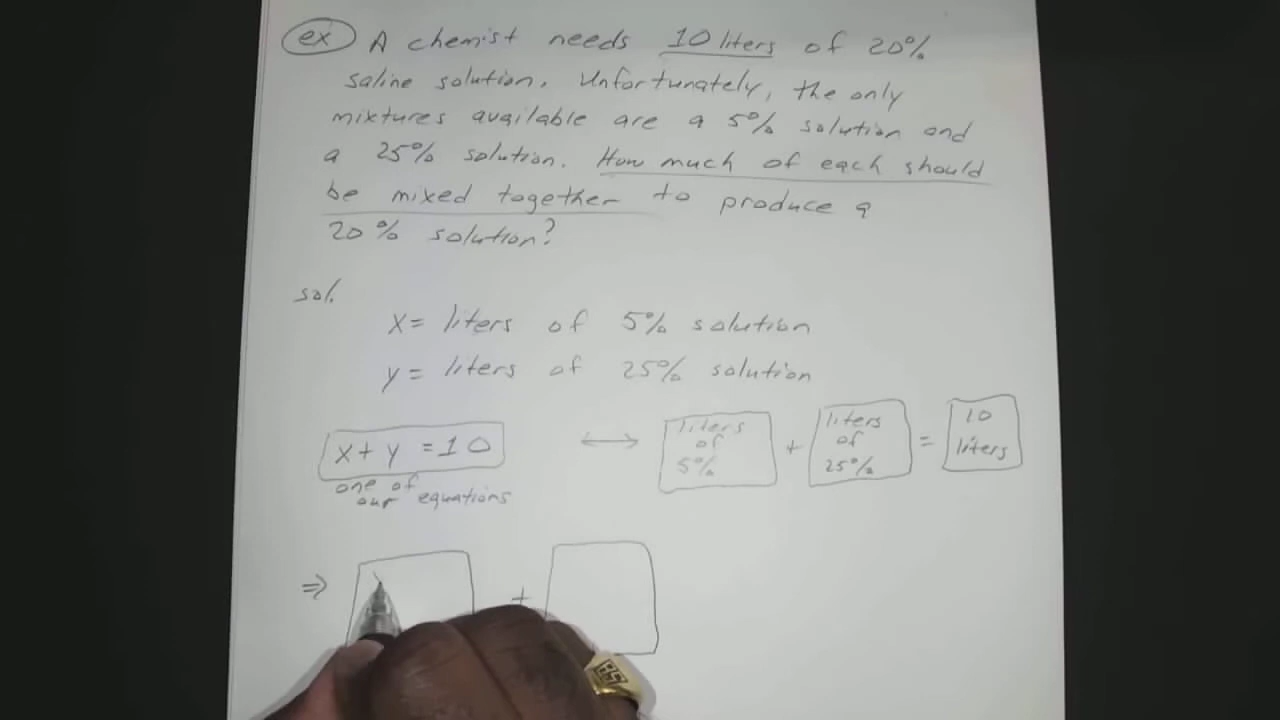 ex A chemist needs 10 liters of 20%
saline solution. Unfortunately, the only
mixtures available are a 5% solution and
a 25% solution. How much of each should
be mixed together to produce a
20% solution?
sol.
x = liters of 5% solution
y = liters of 25% solution
x + y = 10 ↔ liters of 5% + liters of 25% = 10 liters
one of
our equations
⇒ +